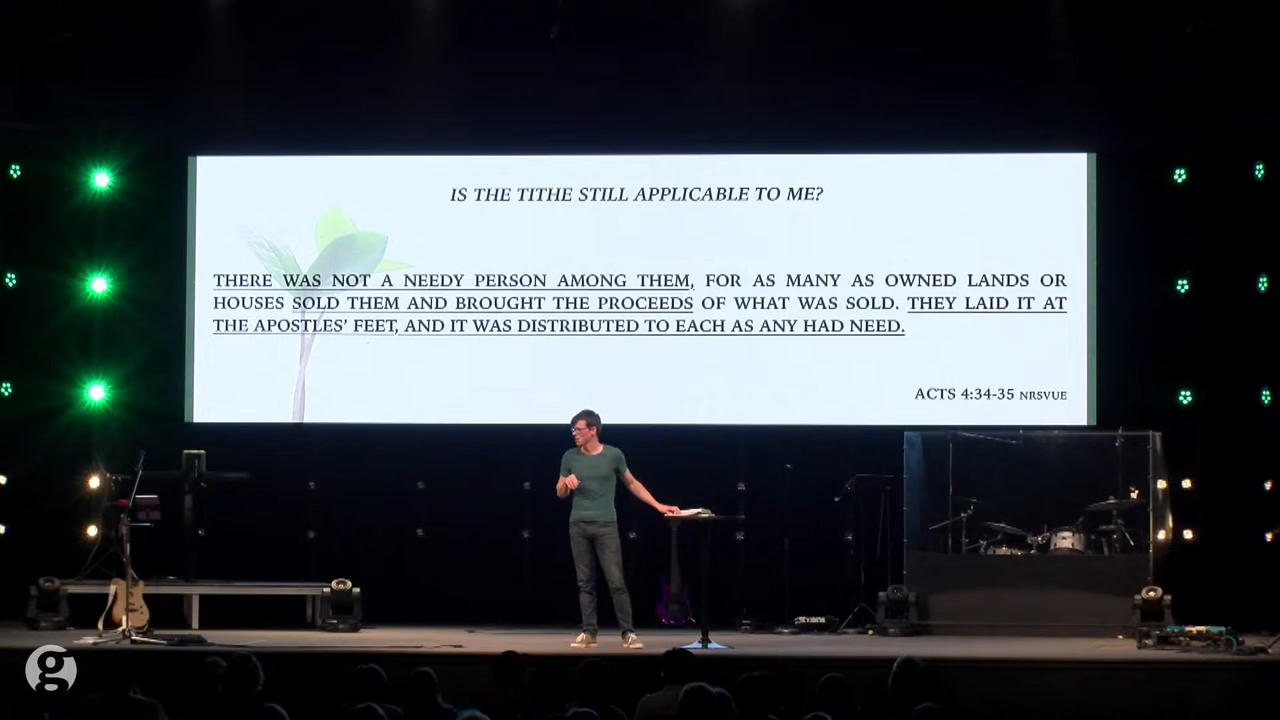 IS THE TITHE STILL APPLICABLE TO ME?
THERE WAS NOT A NEEDY PERSON AMONG THEM, FOR AS MANY AS OWNED LANDS OR
HOUSES SOLD THEM AND BROUGHT THE PROCEEDS OF WHAT WAS SOLD. THEY LAID IT AT
THE APOSTLES’ FEET, AND IT WAS DISTRIBUTED TO EACH AS ANY HAD NEED.
ACTS 4:34-35 NRSVUE
g